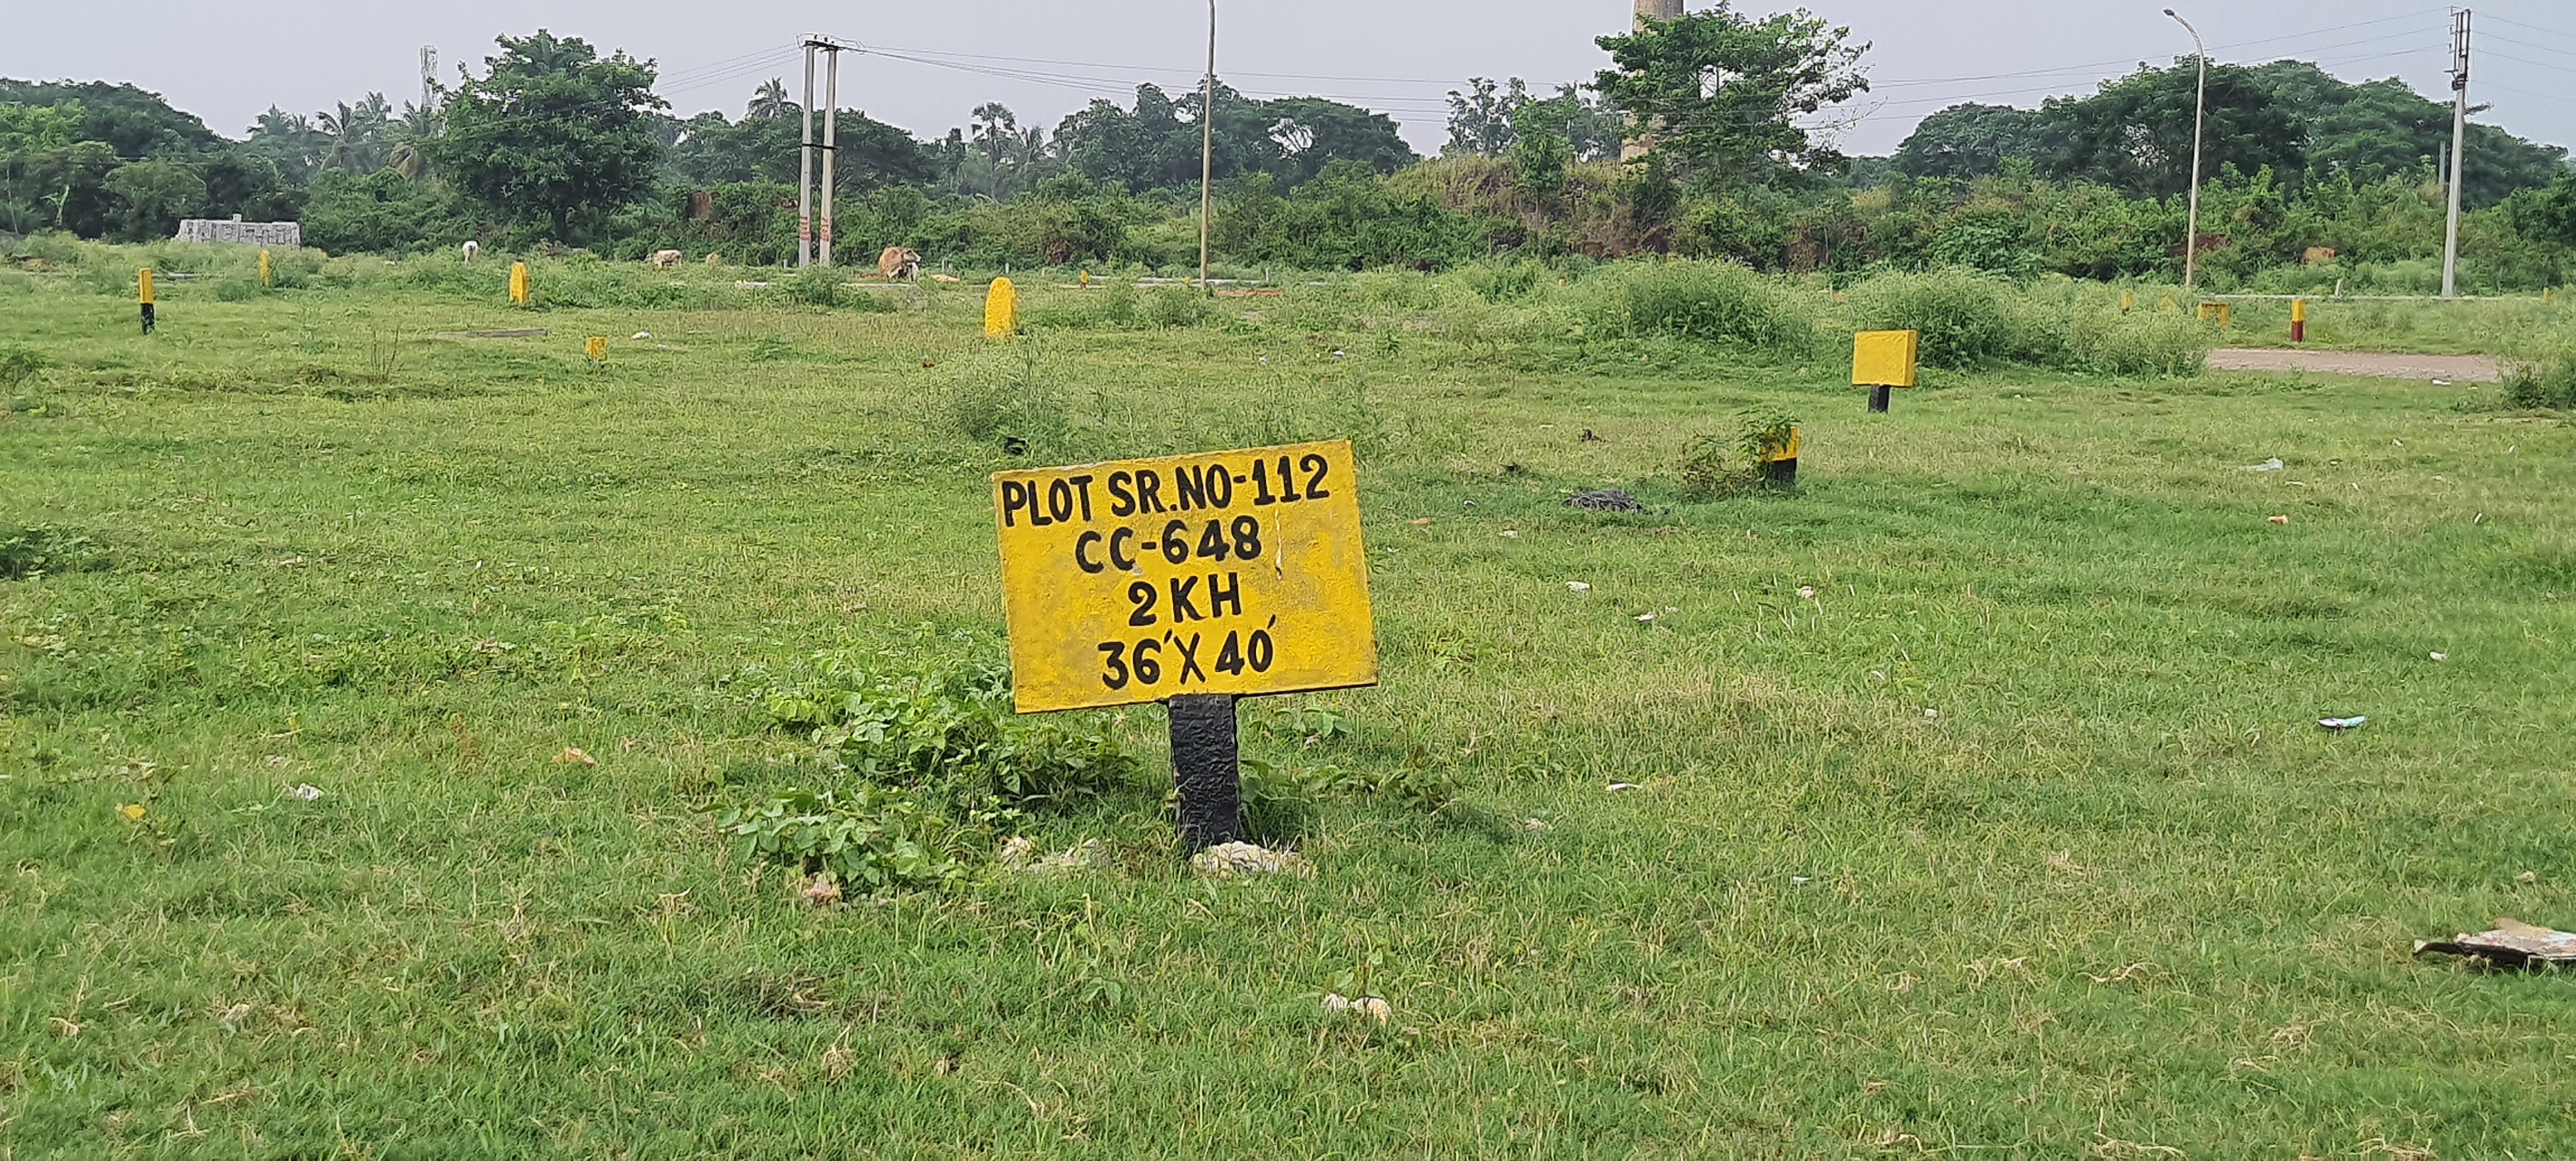 PLOT SR.NO-112
CC-648
2KH
36'X40'